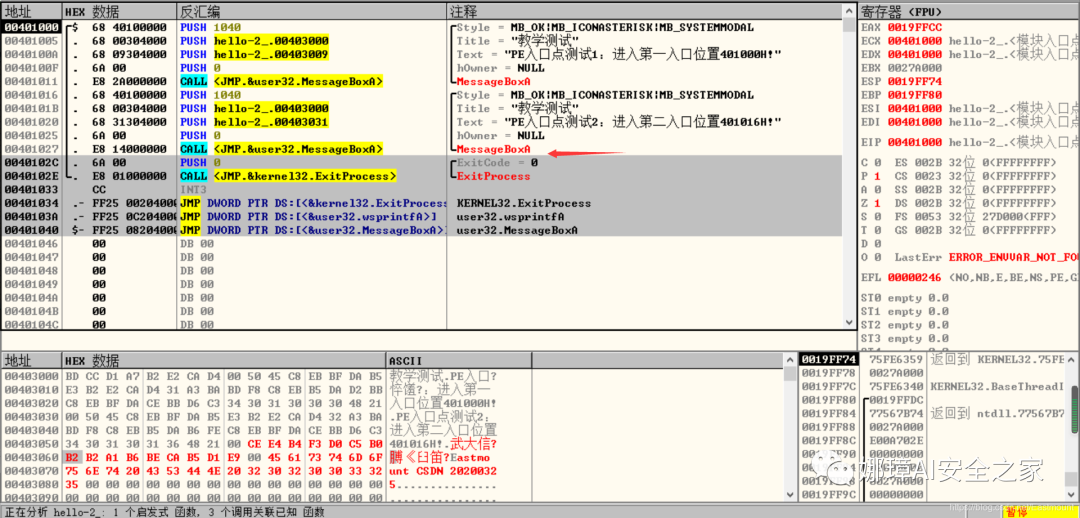 地址 HEX 数据 反汇编 注释
00401000 $ 68 40100000 PUSH 1040 Style = MB_OK|MB_ICONASTERISK|MB_SYSTEMMODAL
00401005 . 68 00304000 PUSH hello-2_.00403000 Title = "教学测试"
0040100A . 68 09304000 PUSH hello-2_.00403009 Text = "PE入口点测试1：进入第一入口位置401000H!"
0040100F . 6A 00 PUSH 0 hOwner = NULL
00401011 . E8 2A000000 CALL <JMP.&user32.MessageBoxA> MessageBoxA
00401016 . 68 40100000 PUSH 1040 Style = MB_OK|MB_ICONASTERISK|MB_SYSTEMMODAL
0040101B . 68 00304000 PUSH hello-2_.00403000 Title = "教学测试"
00401020 . 68 31304000 PUSH hello-2_.00403031 Text = "PE入口点测试2：进入第二入口位置401016H!"
00401025 . 6A 00 PUSH 0 hOwner = NULL
00401027 . E8 14000000 CALL <JMP.&user32.MessageBoxA> MessageBoxA
0040102C . 6A 00 PUSH 0 ExitCode = 0
0040102E . E8 01000000 CALL <JMP.&kernel32.ExitProcess> ExitProcess
00401033 CC INT3
00401034 .- FF25 00204000 JMP DWORD PTR DS:[<&kernel32.ExitProcess KERNEL32.ExitProcess
0040103A .- FF25 0C204000 JMP DWORD PTR DS:[<&user32.wsprintfA>] user32.wsprintfA
00401040 $- FF25 08204000 JMP DWORD PTR DS:[<&user32.MessageBoxA> user32.MessageBoxA
00401046 00 DB 00
00401047 00 DB 00
00401048 00 DB 00
00401049 00 DB 00
0040104A 00 DB 00
0040104B 00 DB 00
0040104C 00 DB 00
寄存器 (FPU)
EAX 0019FFCC
ECX 00401000 hello-2_.<模块入口点
EDX 00401000 hello-2_.<模块入口点
EBX 0027A000
ESP 0019FF74
EBP 0019FF80
ESI 00401000 hello-2_.<模块入口点
EDI 00401000 hello-2_.<模块入口点
EIP 00401000 hello-2_.<模块入口点
C 0 ES 002B 32位 0(FFFFFFFF)
P 1 CS 0023 32位 0(FFFFFFFF)
A 0 SS 002B 32位 0(FFFFFFFF)
Z 1 DS 002B 32位 0(FFFFFFFF)
S 0 FS 0053 32位 27D000(FFF)
T 0 GS 002B 32位 0(FFFFFFFF)
D 0
O 0 LastErr ERROR_ENVVAR_NOT_FOU
EFL 00000246 (NO,NB,E,BE,NS,PE,G
ST0 empty 0.0
ST1 empty 0.0
ST2 empty 0.0
ST3 empty 0.0
地址 HEX 数据 ASCII
00403000 BD CC D1 A7 B2 E2 CA D4 00 50 45 C8 EB BF DA B5 教学测试.PE入口?
00403010 E3 B2 E2 CA D4 31 A3 BA BD F8 C8 EB B5 DA D2 BB 恺馐?：进入第一
00403020 C8 EB BF DA CE BB D6 C3 34 30 31 30 30 30 48 21 入口位置401000H!
00403030 00 50 45 C8 EB BF DA B5 E3 B2 E2 CA D4 32 A3 BA .PE入口点测试2：
00403040 BD F8 C8 EB B5 DA B6 FE C8 EB BF DA CE BB D6 C3 进入第二入口位置
00403050 34 30 31 30 31 36 48 21 00 CE E4 B4 F3 D0 C5 B0 401016H!.武大信?
00403060 B2 B2 A1 B6 BE CA B5 D1 E9 00 45 61 73 74 6D 6F 膊《臼笛?Eastmo
00403070 75 6E 74 20 43 53 44 4E 20 32 30 32 30 30 33 32 unt CSDN 2020032
00403080 35 00 00 00 00 00 00 00 00 00 00 00 00 00 00 00 5...............
00403090 00 00 00 00 00 00 00 00 00 00 00 00 00 00 00 00 ................
0019FF74 75FE6359 返回到 KERNEL32.75FE
0019FF78 0027A000
0019FF7C 75FE6340 KERNEL32.BaseThreadI
0019FF80 0019FFDC
0019FF84 77567B74 返回到 ntdll.77567B7
0019FF88 0027A000
0019FF8C E00A702E
0019FF90 00000000
0019FF94 00000000
0019FF9C 00000000
娜璋AI安全之家
正在分析 hello-2_: 1 个启发式 函数, 3 个调用关联已知 函数
暂停